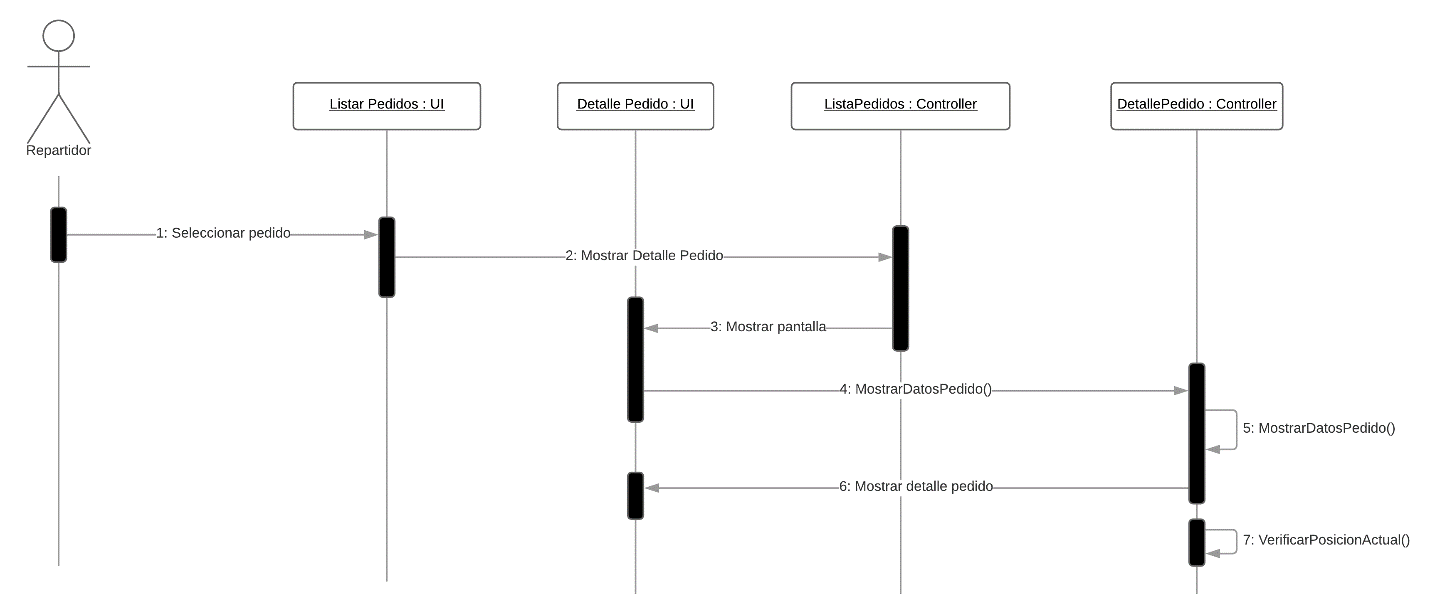 Repartidor
Listar Pedidos : UI
Detalle Pedido : UI
ListaPedidos : Controller
DetallePedido : Controller
1: Seleccionar pedido
2: Mostrar Detalle Pedido
3: Mostrar pantalla
4: MostrarDatosPedido()
5: MostrarDatosPedido()
6: Mostrar detalle pedido
7: VerificarPosicionActual()